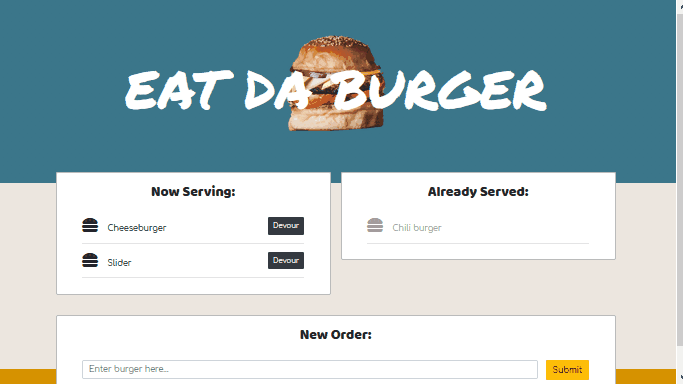 EAT DA BURGER
Now Serving:
Cheeseburger
Devour
Slider
Devour
Already Served:
Chili burger
New Order:
Enter burger here...
Submit